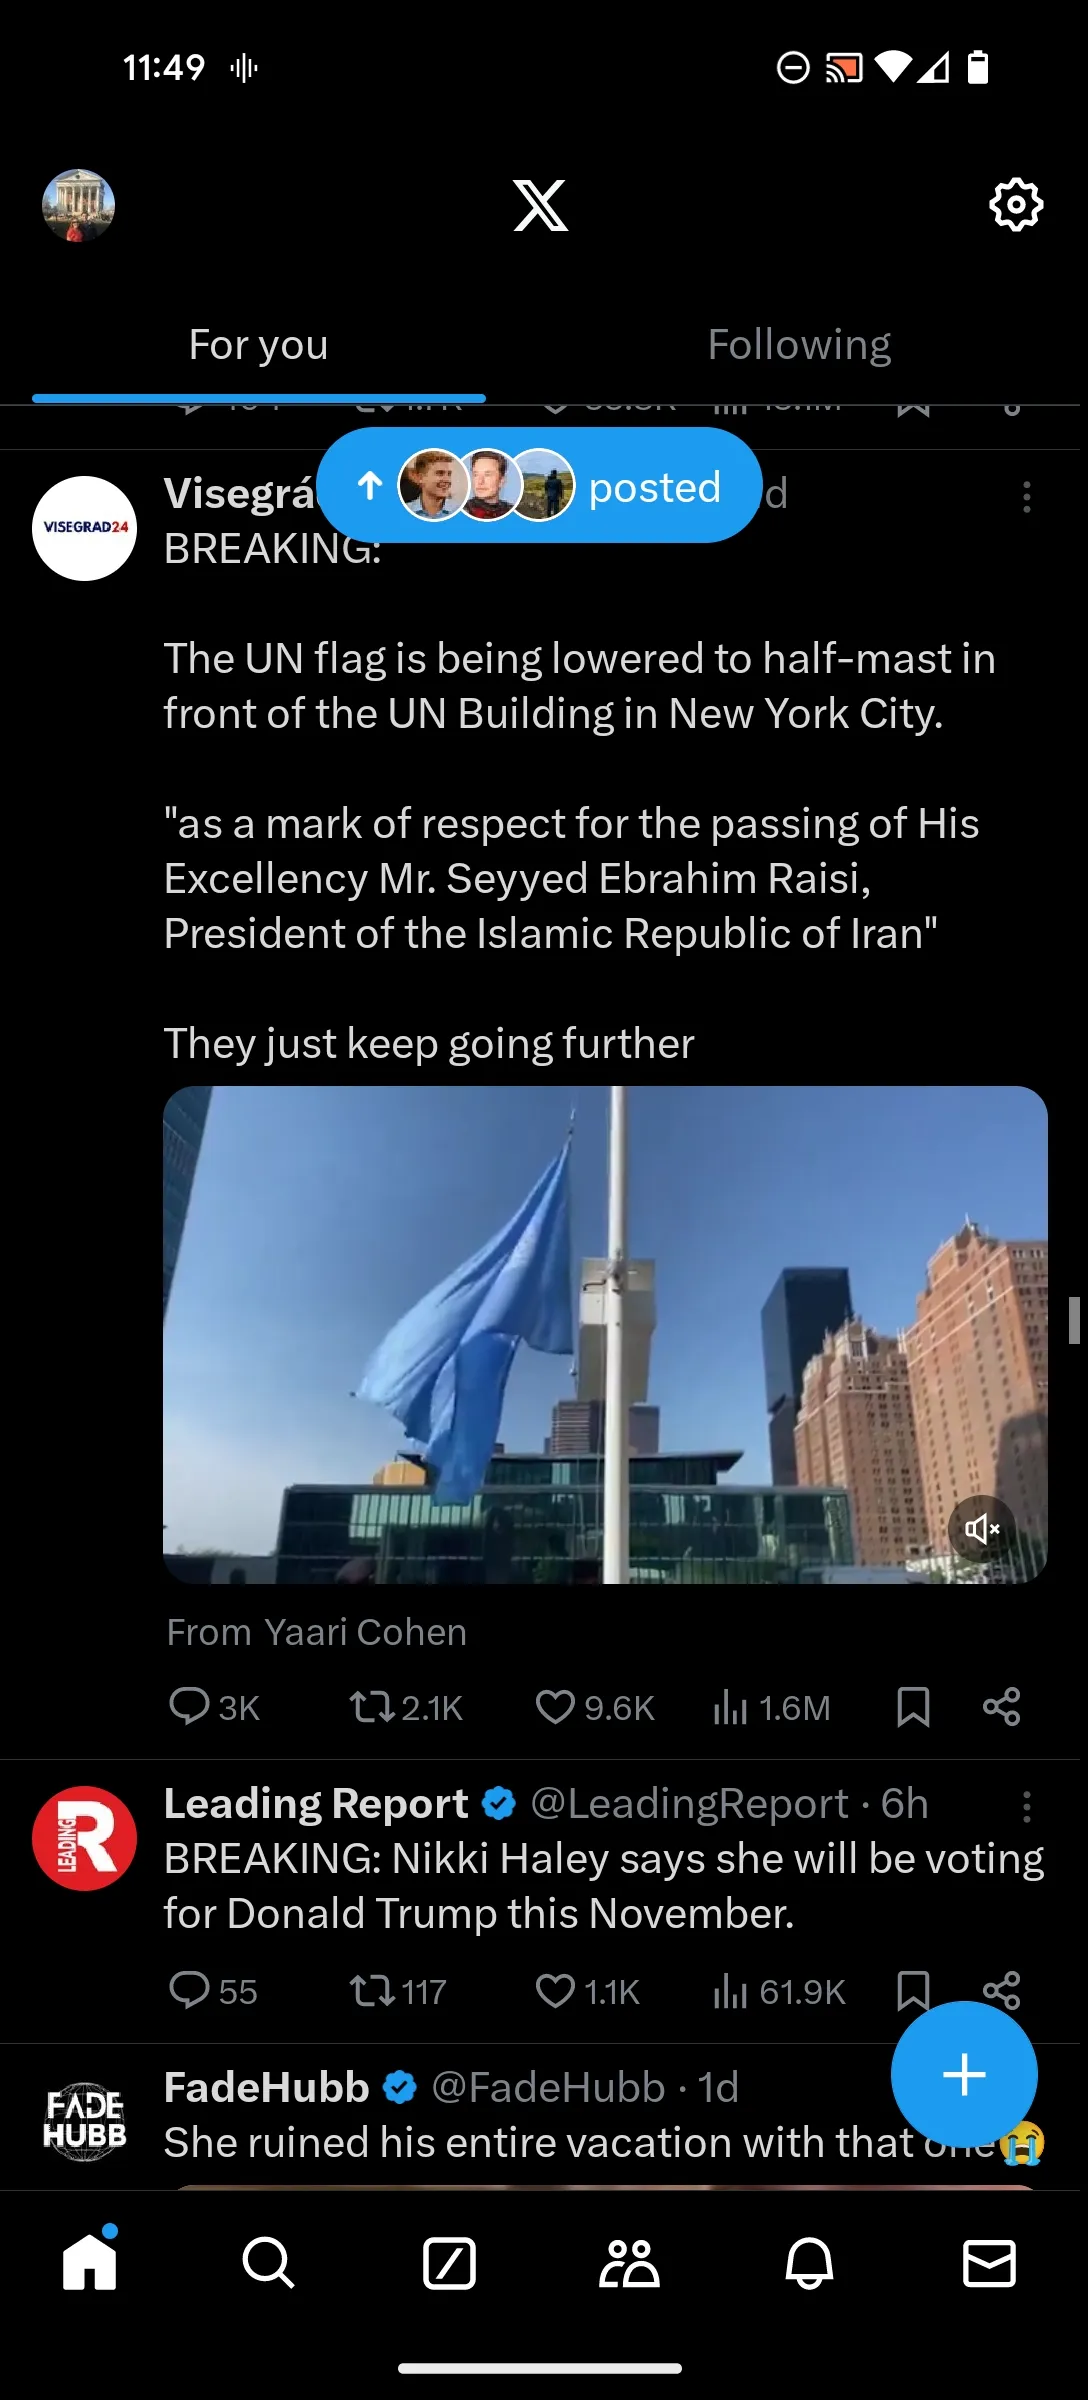 11:49
For you
Following
posted
VISEGRAD24
Visegrá
d
BREAKING:
The UN flag is being lowered to half-mast in
front of the UN Building in New York City.
"as a mark of respect for the passing of His
Excellency Mr. Seyyed Ebrahim Raisi,
President of the Islamic Republic of Iran"
They just keep going further
From Yaari Cohen
3K 2.1K 9.6K 1.6M
LEADING R
Leading Report @LeadingReport · 6h
BREAKING: Nikki Haley says she will be voting
for Donald Trump this November.
55 117 1.1K 61.9K
FADE
HUBB
FadeHubb @FadeHubb · 1d
She ruined his entire vacation with that one😭